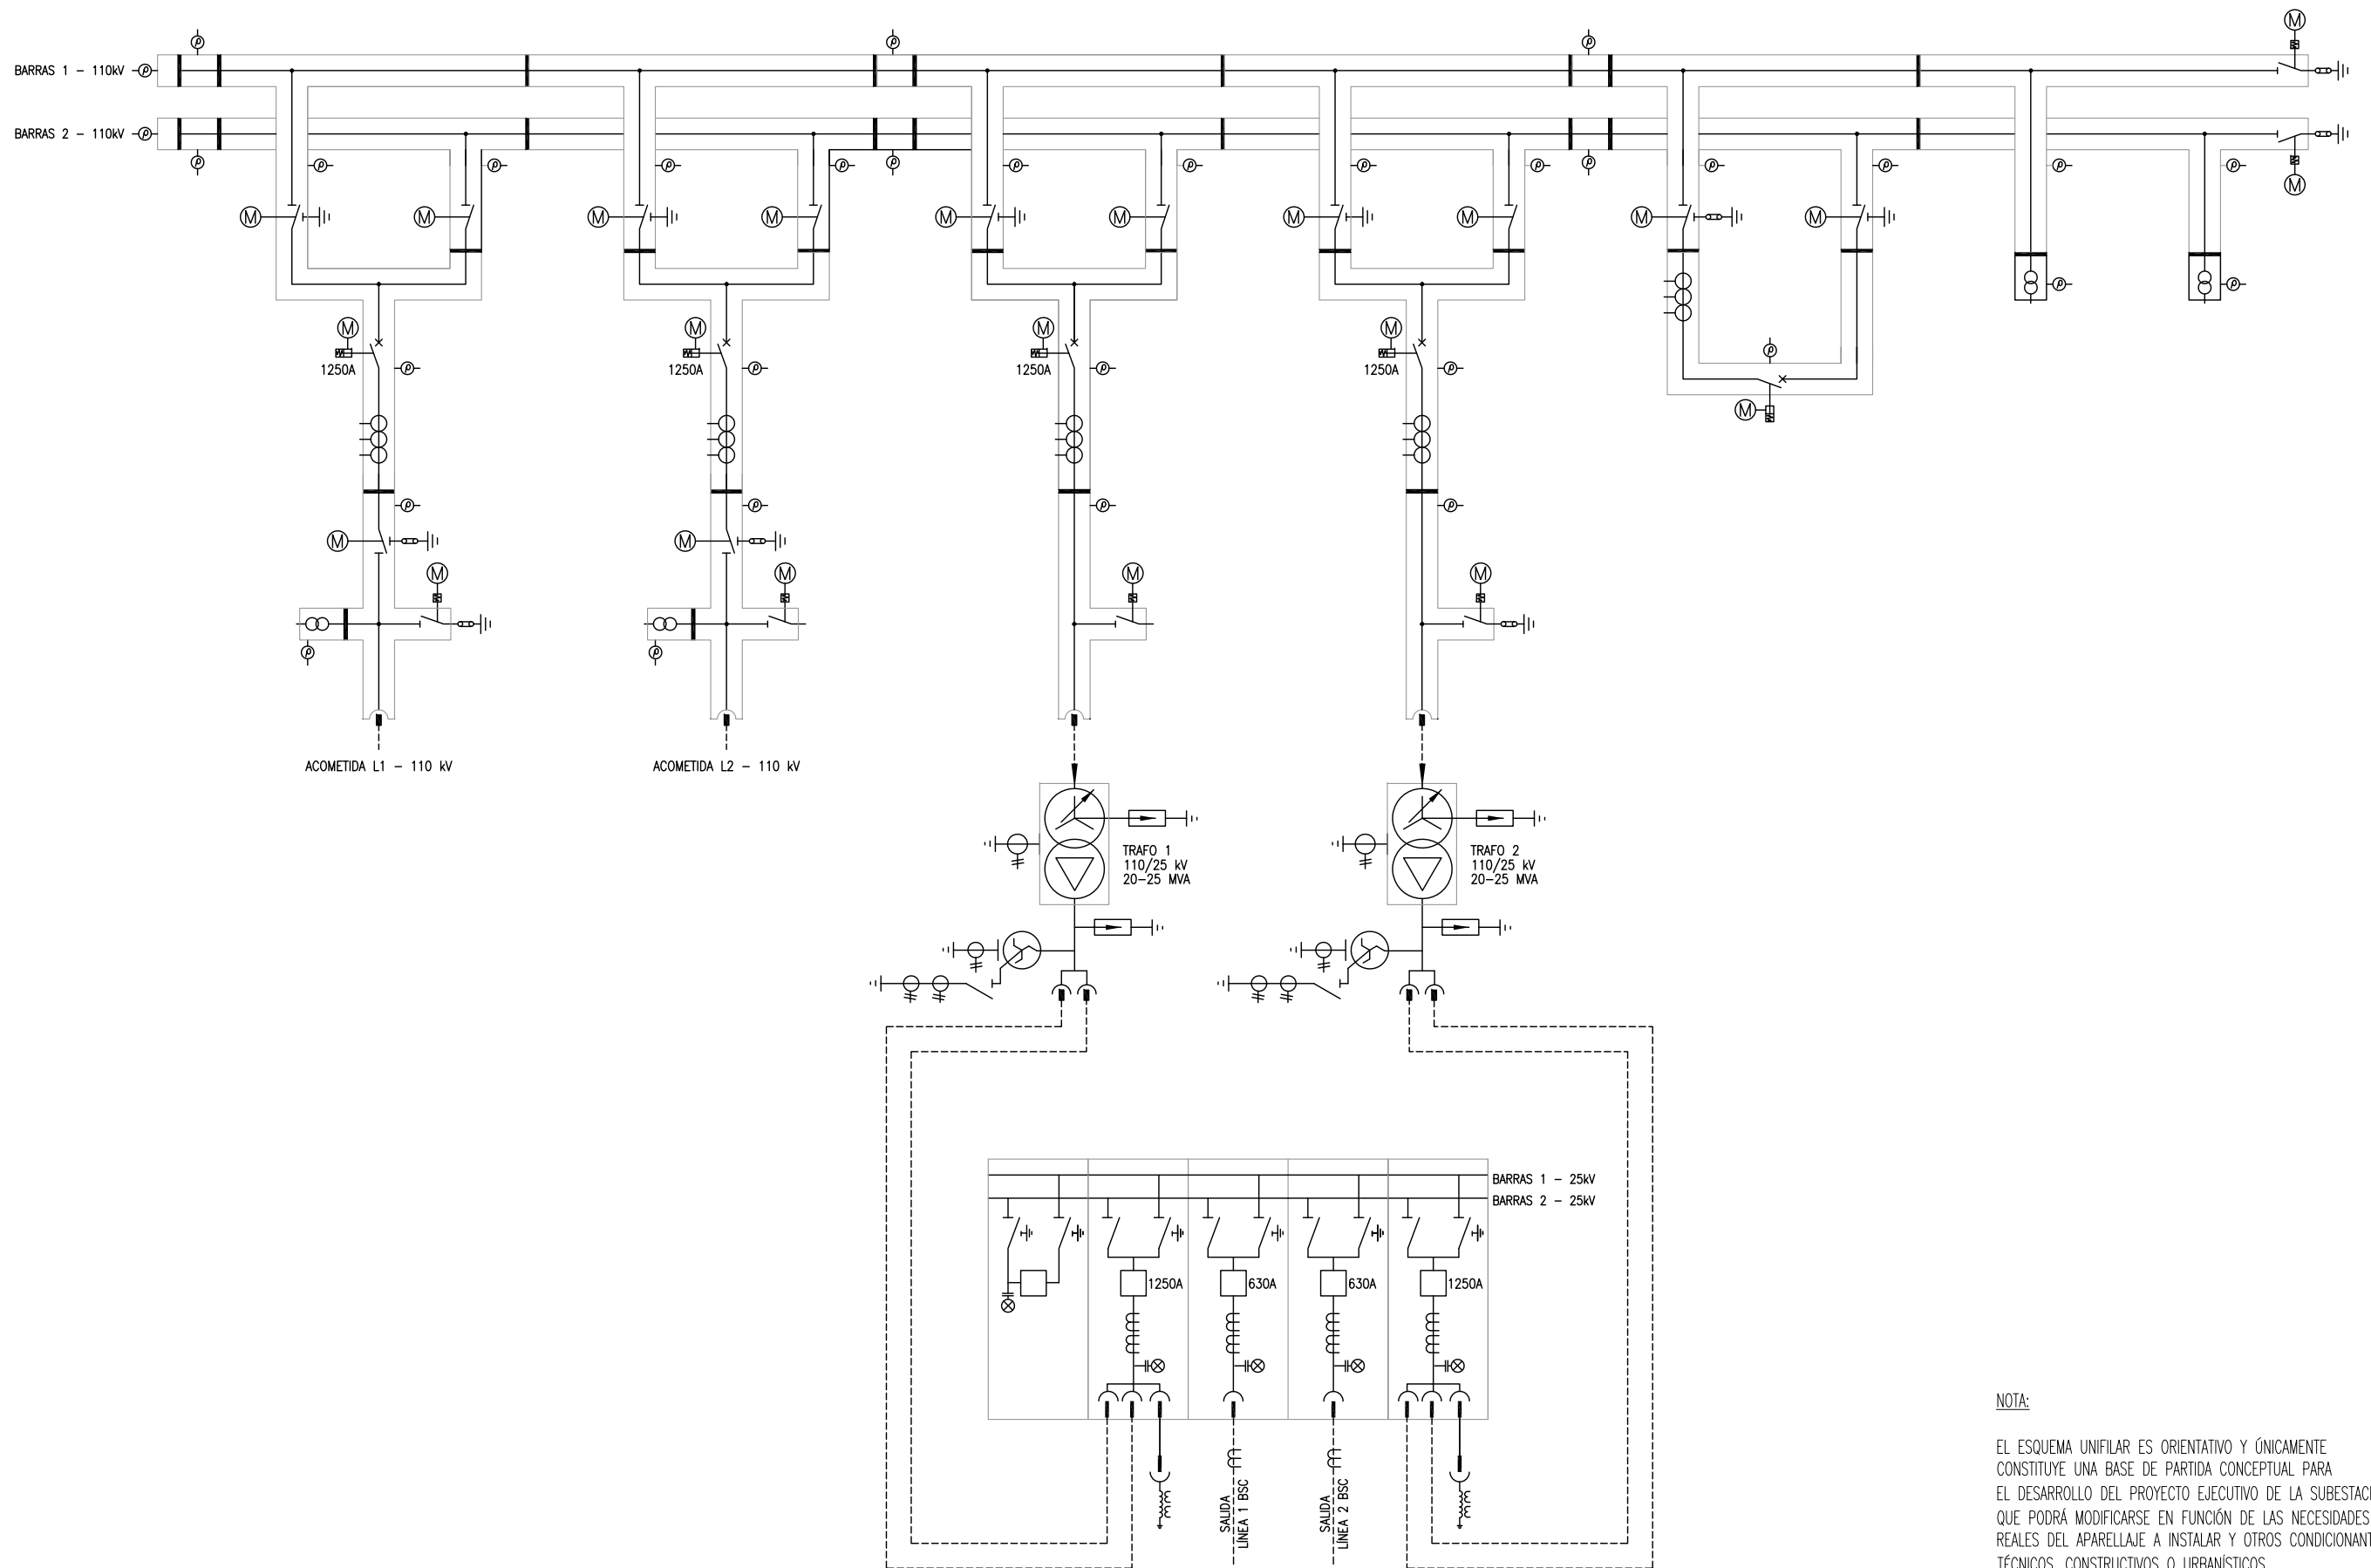 BARRAS 1 - 110kV
BARRAS 2 - 110kV
M
M
M M M M M M M M M M
M M M M
1250A 1250A 1250A 1250A
M
M M
M M M M
ACOMETIDA L1 - 110 kV
ACOMETIDA L2 - 110 kV
TRAFO 1
110/25 kV
20-25 MVA
TRAFO 2
110/25 kV
20-25 MVA
BARRAS 1 - 25kV
BARRAS 2 - 25kV
1250A 630A 630A 1250A
SALIDA
LÍNEA 1 BSC
SALIDA
LÍNEA 2 BSC
NOTA:
EL ESQUEMA UNIFILAR ES ORIENTATIVO Y ÚNICAMENTE
CONSTITUYE UNA BASE DE PARTIDA CONCEPTUAL PARA
EL DESARROLLO DEL PROYECTO EJECUTIVO DE LA
QUE PODRÁ MODIFICARSE EN FUNCIÓN DE LAS NECESIDADES
REALES DEL APARELLAJE A INSTALAR Y OTROS
TÉCNICOS, CONSTRUCTIVOS O URBANÍSTICOS